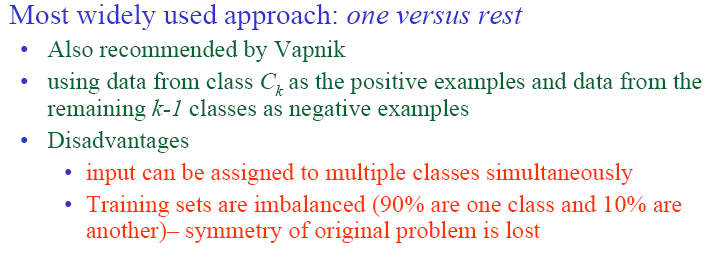 Most widely used approach: one versus rest
• Also recommended by Vapnik
• using data from class Ck as the positive examples and data from the
remaining k-1 classes as negative examples
• Disadvantages
• input can be assigned to multiple classes simultaneously
• Training sets are imbalanced (90% are one class and 10% are
another)– symmetry of original problem is lost